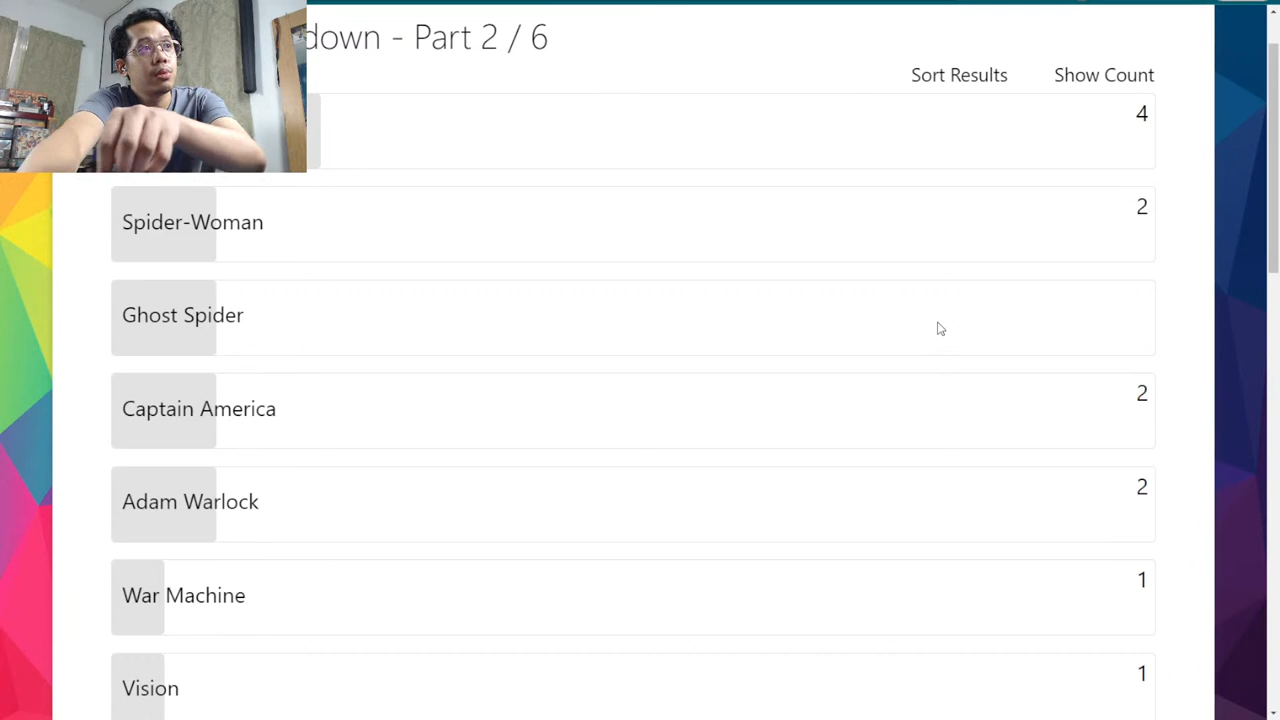 down - Part 2 / 6
Sort Results Show Count
4
Spider-Woman 2
Ghost Spider
Captain America 2
Adam Warlock 2
War Machine 1
Vision 1